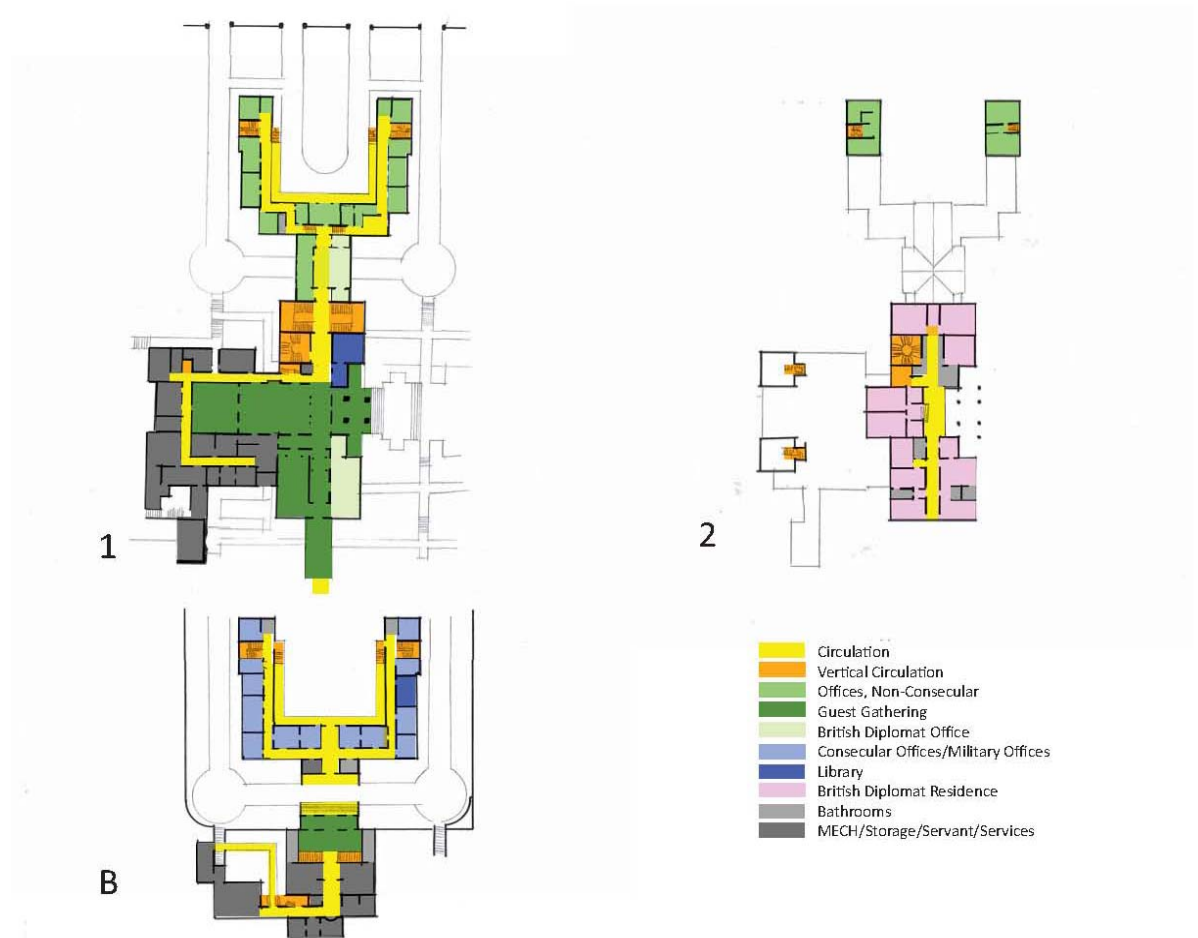 1
2
B
Circulation
Vertical Circulation
Offices, Non-Consecular
Guest Gathering
British Diplomat Office
Consecular Offices/Military Offices
Library
British Diplomat Residence
Bathrooms
MECH/Storage/Servant/Services